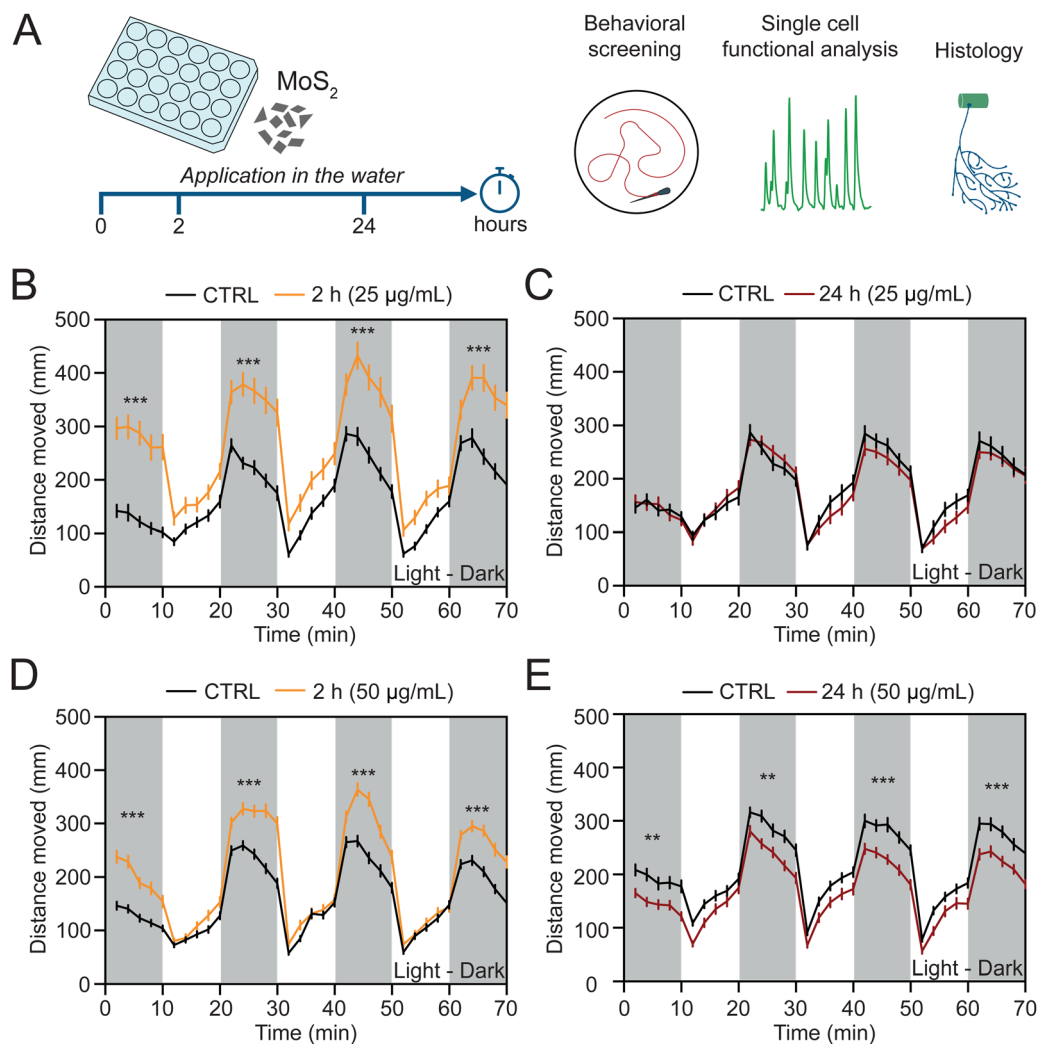 A
MoS2
Application in the water
0
2
24
hours
Behavioral
screening
Single cell
functional analysis
Histology
B
CTRL
2 h (25 µg/mL)
Distance moved (mm)
500
400
300
200
100
0
***
***
***
***
Light - Dark
0 10 20 30 40 50 60 70
Time (min)
C
CTRL
24 h (25 µg/mL)
Distance moved (mm)
500
400
300
200
100
0
Light - Dark
0 10 20 30 40 50 60 70
Time (min)
D
CTRL
2 h (50 µg/mL)
Distance moved (mm)
500
400
300
200
100
0
***
***
***
***
Light - Dark
0 10 20 30 40 50 60 70
Time (min)
E
CTRL
24 h (50 µg/mL)
Distance moved (mm)
500
400
300
200
100
0
**
**
***
***
Light - Dark
0 10 20 30 40 50 60 70
Time (min)